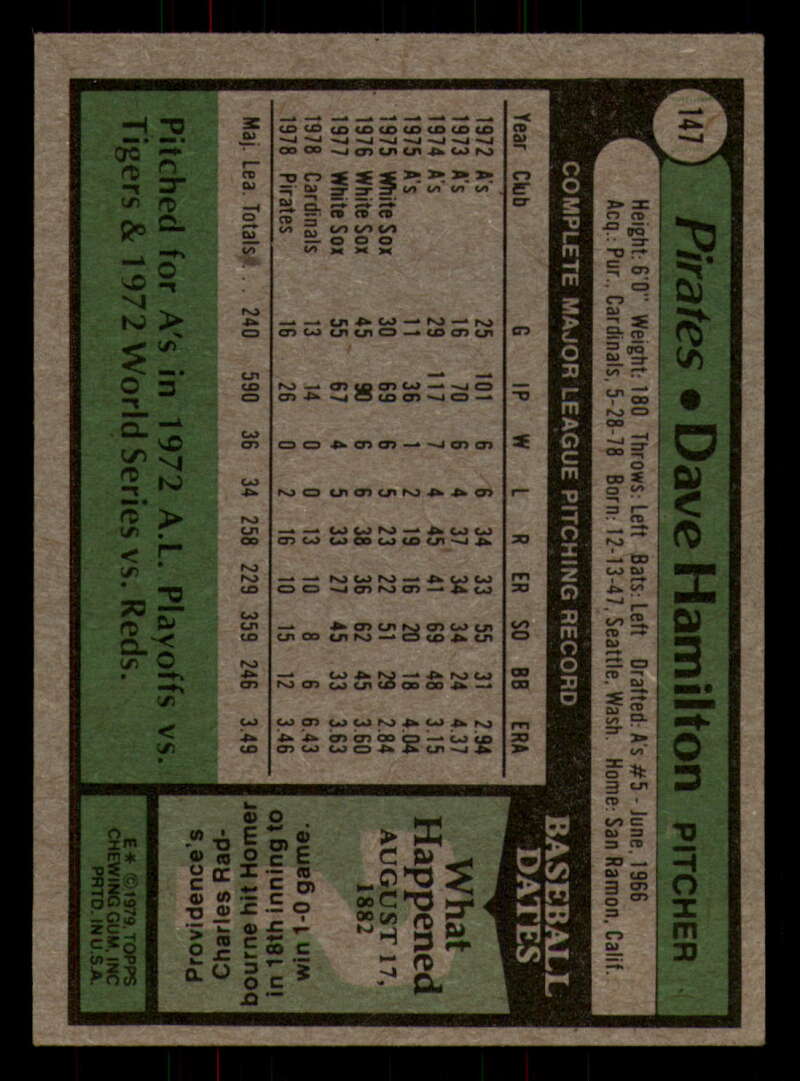 147
Pirates • Dave Hamilton PITCHER
Height: 6'0" Weight: 180 Throws: Left Bats: Left Drafted: A's #5 - June, 1966
Acq.: Pur., Cardinals, 5-28-78 Born: 12-13-47, Seattle, Wash. Home: San Ramon, Calif.
COMPLETE MAJOR LEAGUE PITCHING RECORD
Year Club G IP W L R ER SO BB ERA
1972 A's 25 101 6 6 34 33 55 31 2.94
1973 A's 16 70 6 4 37 34 34 24 4.37
1974 A's 29 117 7 4 45 41 69 48 3.15
1975 A's 11 36 1 2 19 16 20 18 4.04
1975 White Sox 30 69 6 5 23 22 51 29 2.84
1976 White Sox 45 90 6 6 38 36 62 45 3.60
1977 White Sox 55 67 4 5 33 27 45 33 3.63
1978 Cardinals 13 14 0 0 13 10 8 6 6.43
1978 Pirates 16 26 0 2 16 10 15 12 3.46
Maj. Lea. Totals . . 240 590 36 34 258 229 359 246 3.49
Pitched for A's in 1972 A.L. Playoffs vs.
Tigers & 1972 World Series vs. Reds.
BASEBALL
DATES
What
Happened
AUGUST 17,
1882
Providence's
Charles Rad-
bourne hit Homer
in 18th inning to
win 1-0 game.
E* ©1979 TOPPS
CHEWING GUM, INC
PRTD. IN U.S.A.